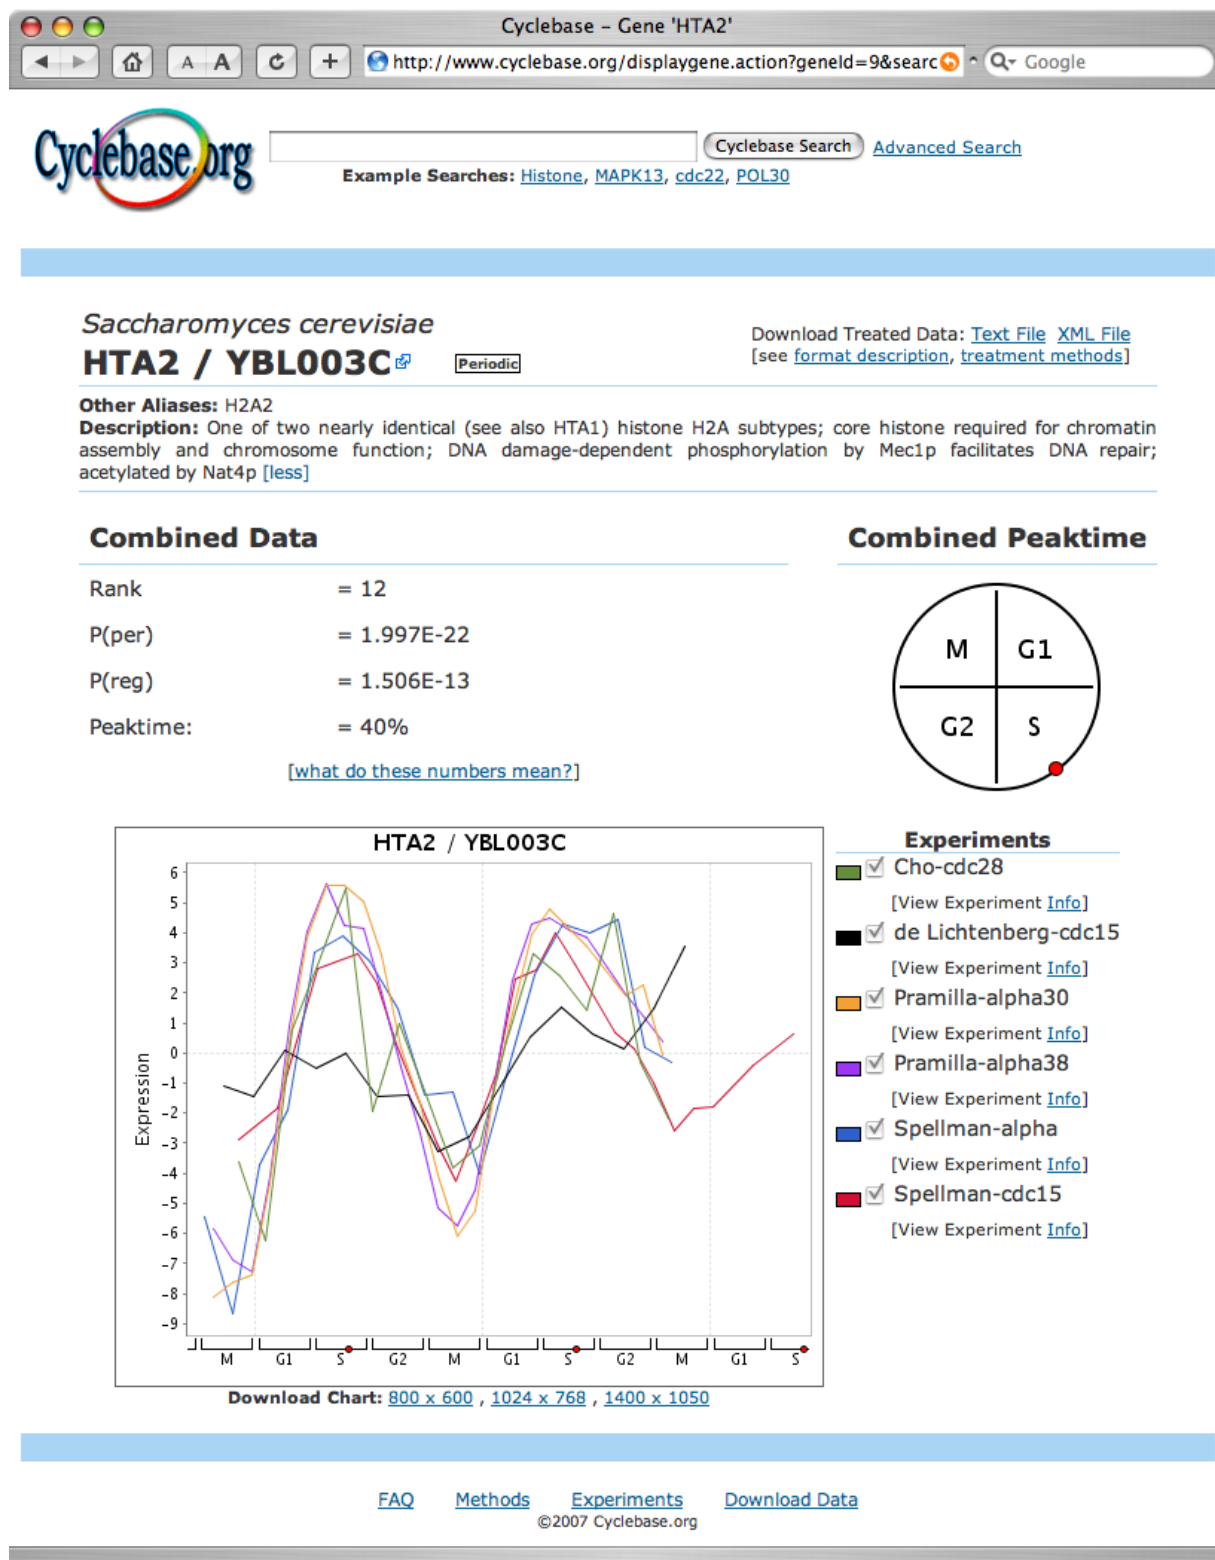 Cyclebase – Gene 'HTA2'
A A + http://www.cyclebase.org/displaygene.action?geneId=9&searc Q Google
Cyclebase.org
Cyclebase Search Advanced Search
Example Searches: Histone, MAPK13, cdc22, POL30
Saccharomyces cerevisiae
HTA2 / YBL003C Periodic
Download Treated Data: Text File XML File
[see format description, treatment methods]
Other Aliases: H2A2
Description: One of two nearly identical (see also HTA1) histone H2A subtypes; core histone required for chromatin
assembly and chromosome function; DNA damage-dependent phosphorylation by Mec1p facilitates DNA repair;
acetylated by Nat4p [less]
Combined Data
Rank = 12
P(per) = 1.997E-22
P(reg) = 1.506E-13
Peaktime: = 40%
[what do these numbers mean?]
Combined Peaktime
M G1
G2 S
HTA2 / YBL003C
Expression
6
5
4
3
2
1
0
-1
-2
-3
-4
-5
-6
-7
-8
-9
M G1 S G2 M G1 S G2 M G1 S
Download Chart: 800 x 600 , 1024 x 768 , 1400 x 1050
Experiments
Cho-cdc28
[View Experiment Info]
de Lichtenberg-cdc15
[View Experiment Info]
Pramilla-alpha30
[View Experiment Info]
Pramilla-alpha38
[View Experiment Info]
Spellman-alpha
[View Experiment Info]
Spellman-cdc15
[View Experiment Info]
FAQ Methods Experiments Download Data
©2007 Cyclebase.org